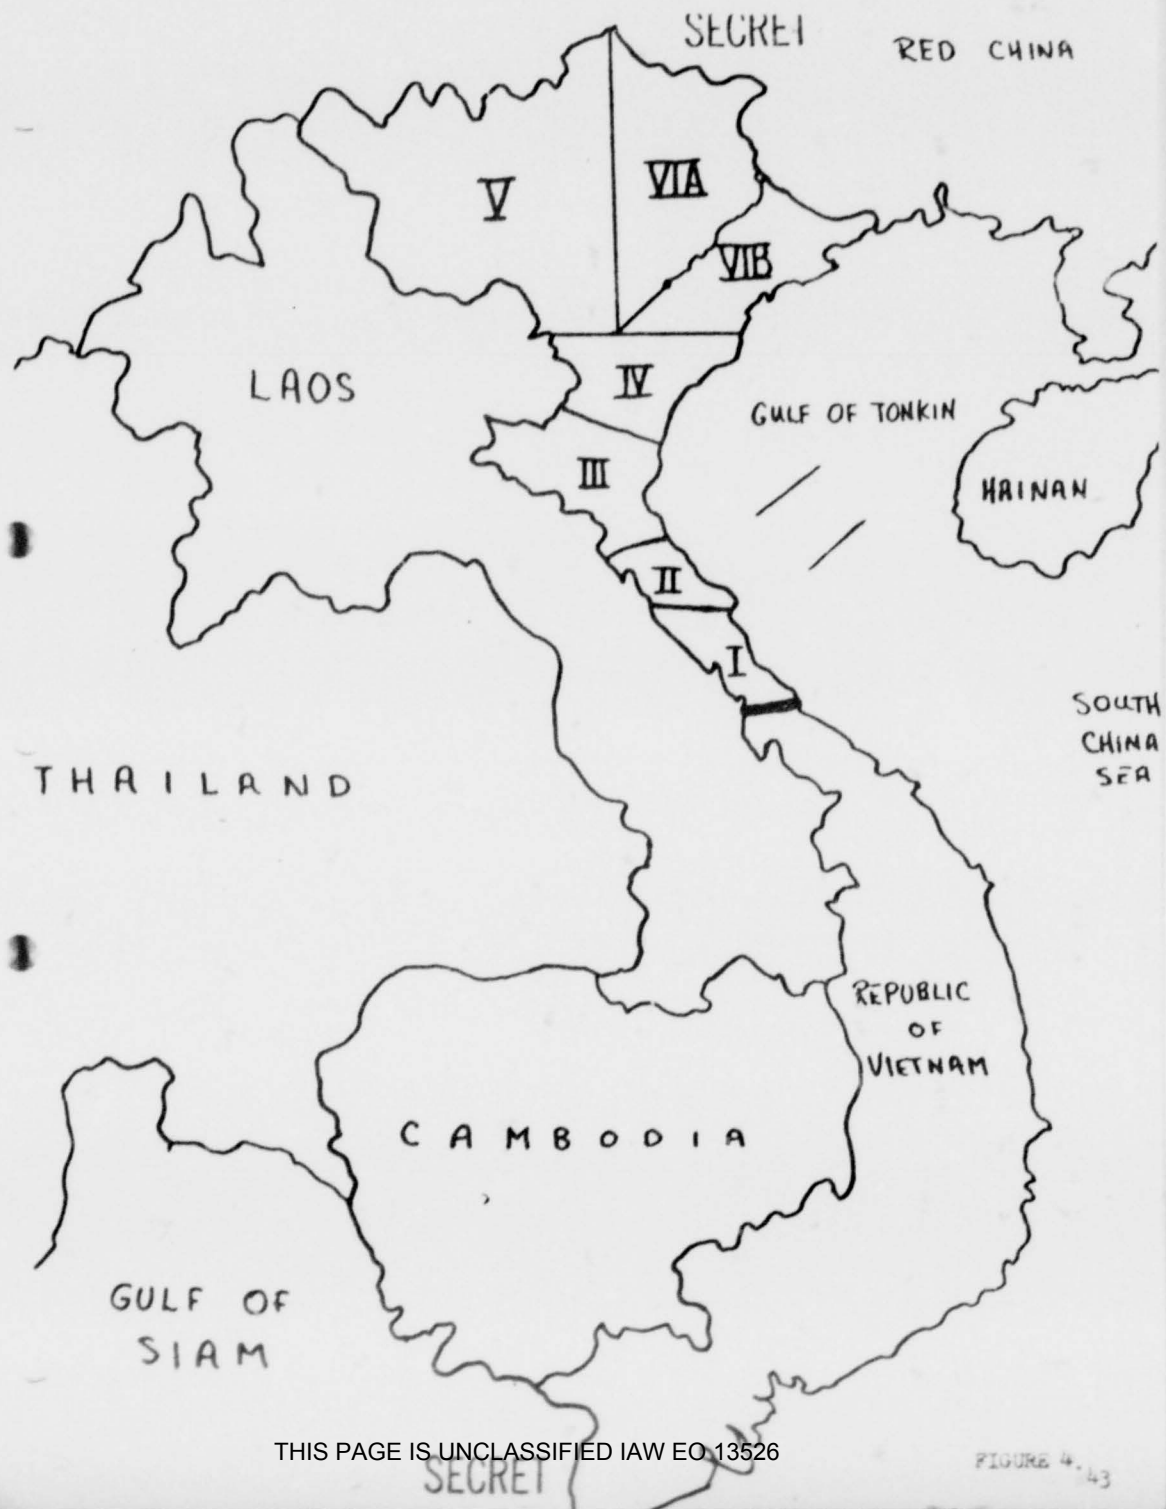 SECRET
RED CHINA
V
VIA
VIB
LAOS
IV
GULF OF TONKIN
III
HAINAN
II
I
SOUTH
CHINA
SEA
THAILAND
REPUBLIC
OF
VIETNAM
CAMBODIA
GULF OF
SIAM
THIS PAGE IS UNCLASSIFIED IAW EO 13526
SECRET
FIGURE 4.
43